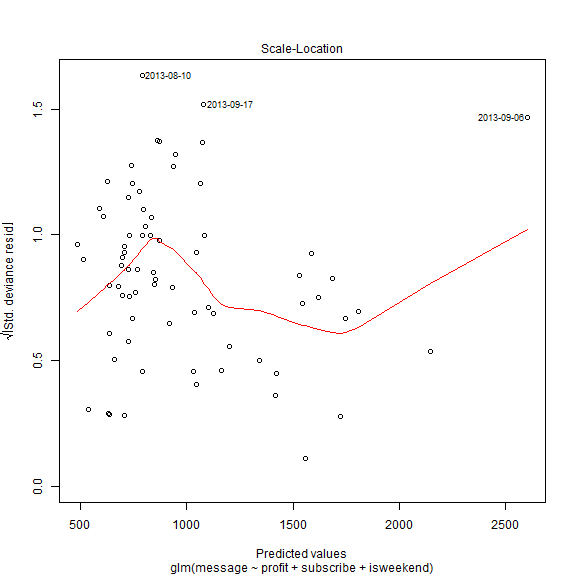 Scale-Location
2013-08-10
2013-09-17
2013-09-06
√|Std. deviance resid.|
1.5
1.0
0.5
0.0
500 1000 1500 2000 2500
Predicted values
glm(message ~ profit + subscribe + isweekend)